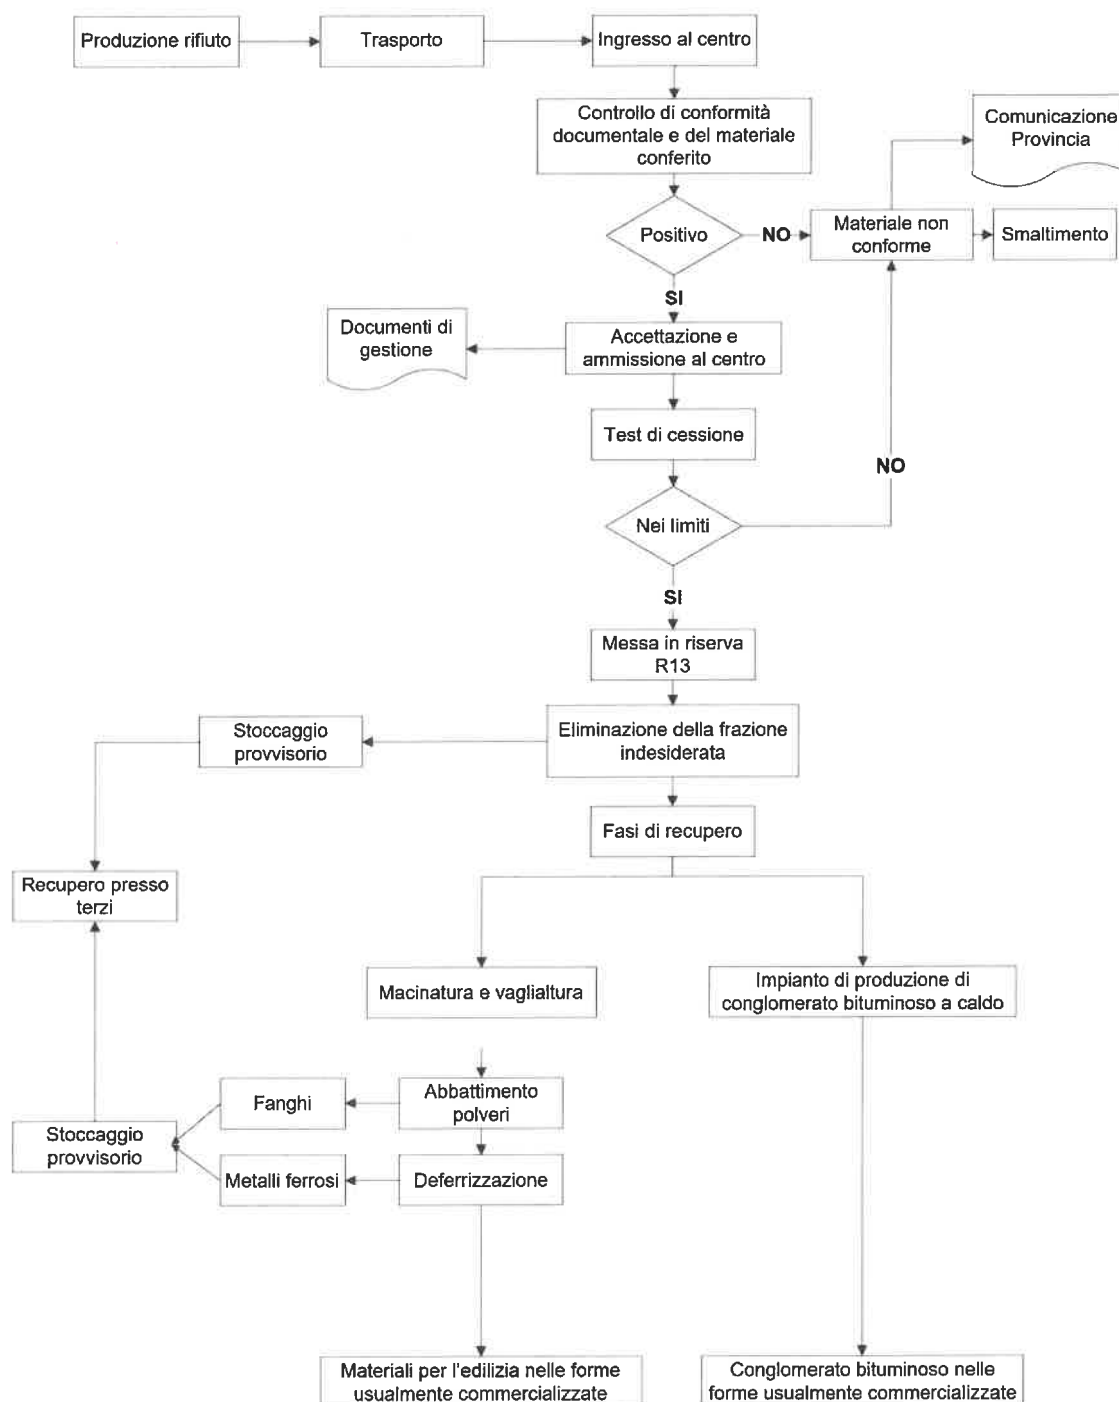 Produzione rifiuto
Trasporto
Ingresso al centro
Controllo di conformità
documentale e del materiale
conferito
Comunicazione
Provincia
Positivo
NO
Materiale non
conforme
Smaltimento
SI
Documenti di
gestione
Accettazione e
ammissione al centro
Test di cessione
NO
Nei limiti
SI
Messa in riserva
R13
Stoccaggio
provvisorio
Eliminazione della frazione
indesiderata
Fasi di recupero
Recupero presso
terzi
Macinatura e vaglialtura
Impianto di produzione di
conglomerato bituminoso a caldo
Fanghi
Abbattimento
polveri
Stoccaggio
provvisorio
Metalli ferrosi
Deferrizzazione
Materiali per l'edilizia nelle forme
usualmente commercializzate
Conglomerato bituminoso nelle
forme usualmente commercializzate